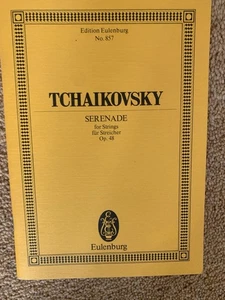 Edition Eulenburg
No. 857
TCHAIKOVSKY
SERENADE
for Strings
für Streicher
Op. 48
Eulenburg